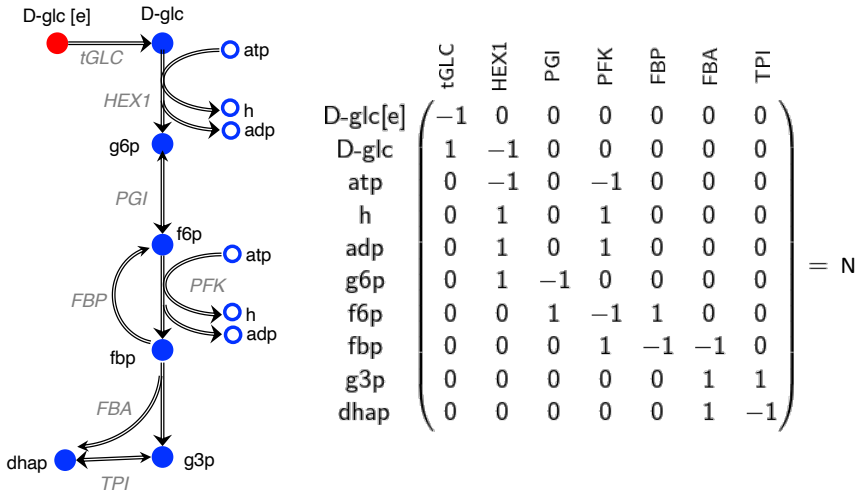 D-glc [e]
D-glc
tGLC
atp
HEX1
h
adp
g6p
PGI
f6p
atp
FBP
PFK
h
adp
fbp
FBA
dhap
g3p
TPI
tGLC HEX1 PGI PFK FBP FBA TPI
D-glc[e] −1 0 0 0 0 0 0
D-glc 1 −1 0 0 0 0 0
atp 0 −1 0 −1 0 0 0
h 0 1 0 1 0 0 0
adp 0 1 0 1 0 0 0
g6p 0 1 −1 0 0 0 0
f6p 0 0 1 −1 1 0 0
fbp 0 0 0 1 −1 −1 0
g3p 0 0 0 0 0 1 1
dhap 0 0 0 0 0 1 −1
= N